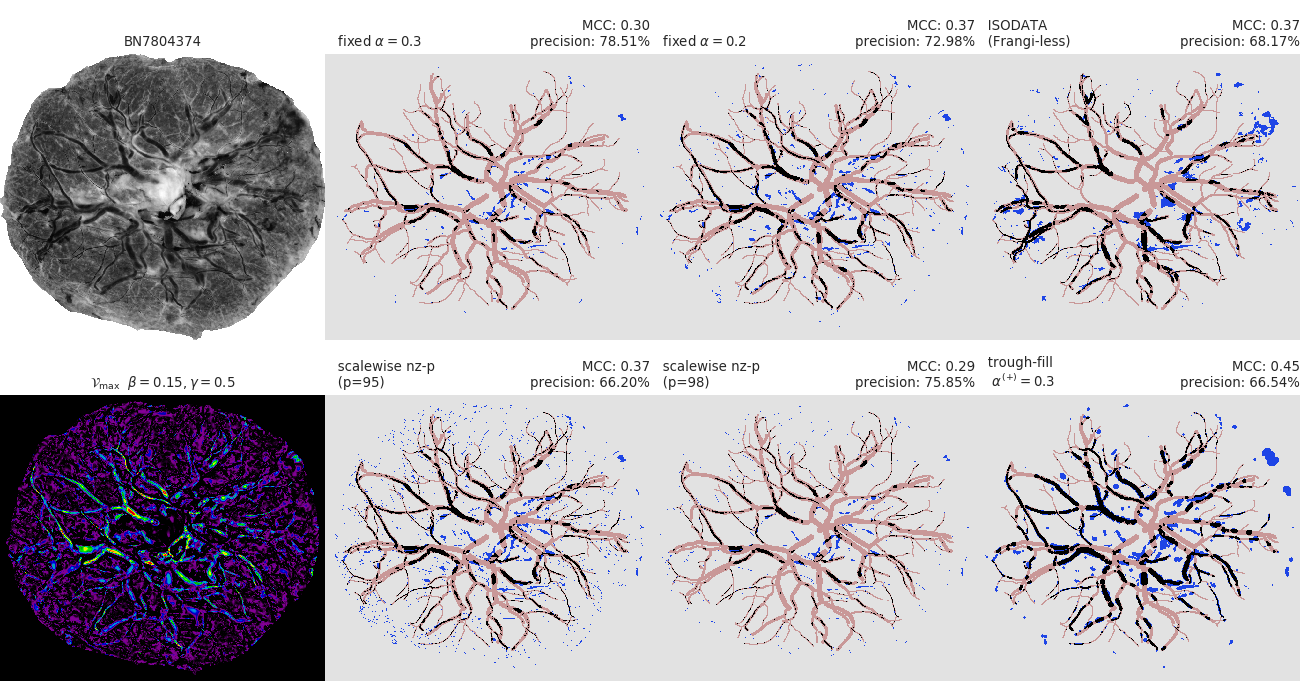 BN7804374
fixed α = 0.3
MCC: 0.30
precision: 78.51%
fixed α = 0.2
MCC: 0.37
precision: 72.98%
ISODATA
(Frangi-less)
MCC: 0.37
precision: 68.17%
𝒱max β = 0.15, γ = 0.5
scalewise nz-p
(p=95)
MCC: 0.37
precision: 66.20%
scalewise nz-p
(p=98)
MCC: 0.29
precision: 75.85%
trough-fill
α(+) = 0.3
MCC: 0.45
precision: 66.54%